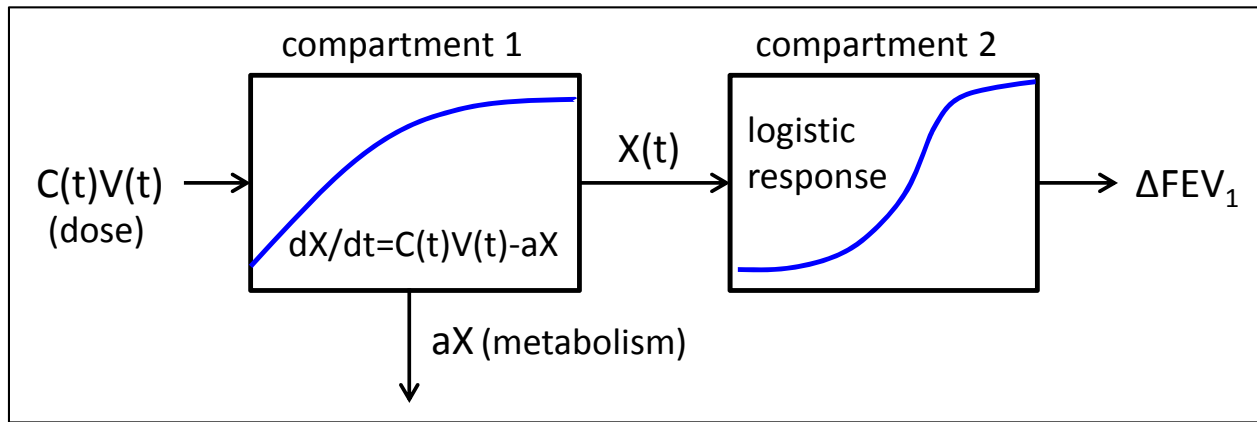 compartment 1
compartment 2
C(t)V(t)
(dose)
dX/dt=C(t)V(t)-aX
X(t)
logistic
response
ΔFEV₁
aX (metabolism)